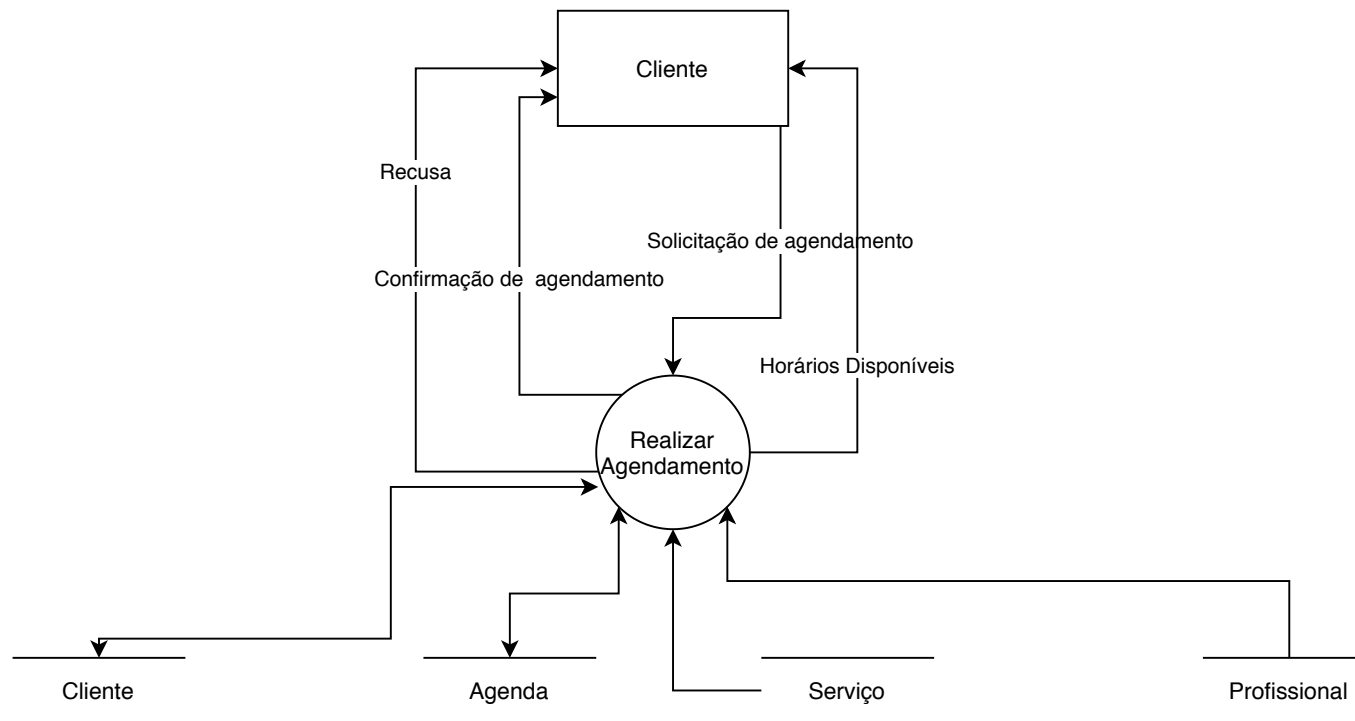 Cliente
Recusa
Solicitação de agendamento
Confirmação de  agendamento
Horários Disponíveis
Realizar
Agendamento
Cliente
Agenda
Serviço
Profissional